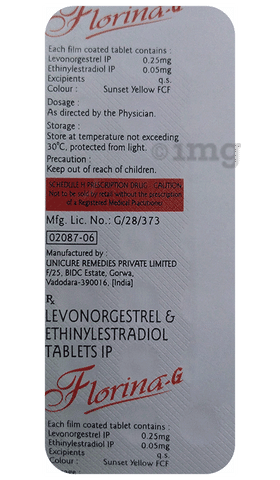 Florina-G
Each film coated tablet contains :
Levonorgestrel IP 0.25mg
Ethinylestradiol IP 0.05mg
Excipients q.s.
Colour : Sunset Yellow FCF
Dosage :
As directed by the Physician.
Storage :
Store at temperature not exceeding
30°C, protected from light.
1mg
Precaution :
Keep out of reach of children.
SCHEDULE H PRESCRIPTION DRUG - CAUTION
Not to be sold by retail without the prescription
of a Registered Medical Practitioner
Mfg. Lic. No.: G/28/373
02087-06
Manufactured by :
UNICURE REMEDIES PRIVATE LIMITED
F/25, BIDC Estate, Gorwa,
Vadodara-390016, [India]
℞
LEVONORGESTREL &
ETHINYLESTRADIOL
TABLETS IP
Florina-G
Each film coated tablet contains :
Levonorgestrel IP 0.25mg
Ethinylestradiol IP 0.05mg
Excipients q.s.
Colour : Sunset Yellow FCF